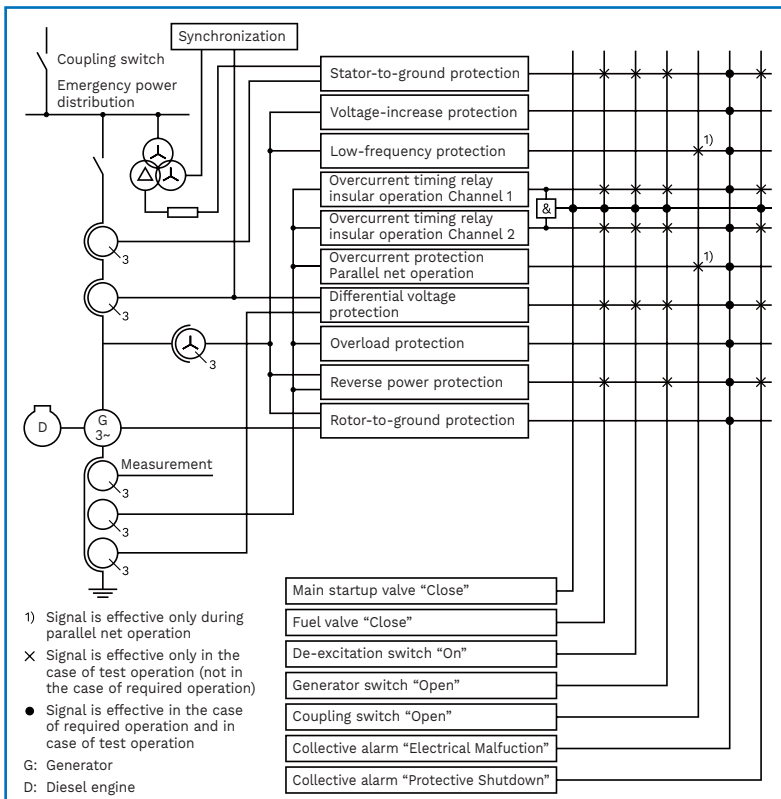 Synchronization
Coupling switch
Emergency power
distribution
Stator-to-ground protection
Voltage-increase protection
Low-frequency protection
1)
Overcurrent timing relay
insular operation Channel 1
&
Overcurrent timing relay
insular operation Channel 2
Overcurrent protection
Parallel net operation
1)
Differential voltage
protection
Overload protection
Reverse power protection
Rotor-to-ground protection
3
3
3
D
G
3~
Measurement
3
3
3
Main startup valve “Close”
Fuel valve “Close”
De-excitation switch “On”
Generator switch “Open”
Coupling switch “Open”
Collective alarm “Electrical Malfuction”
Collective alarm “Protective Shutdown”
1) Signal is effective only during
parallel net operation
× Signal is effective only in the
case of test operation (not in
the case of required operation)
● Signal is effective in the case
of required operation and in
case of test operation
G: Generator
D: Diesel engine